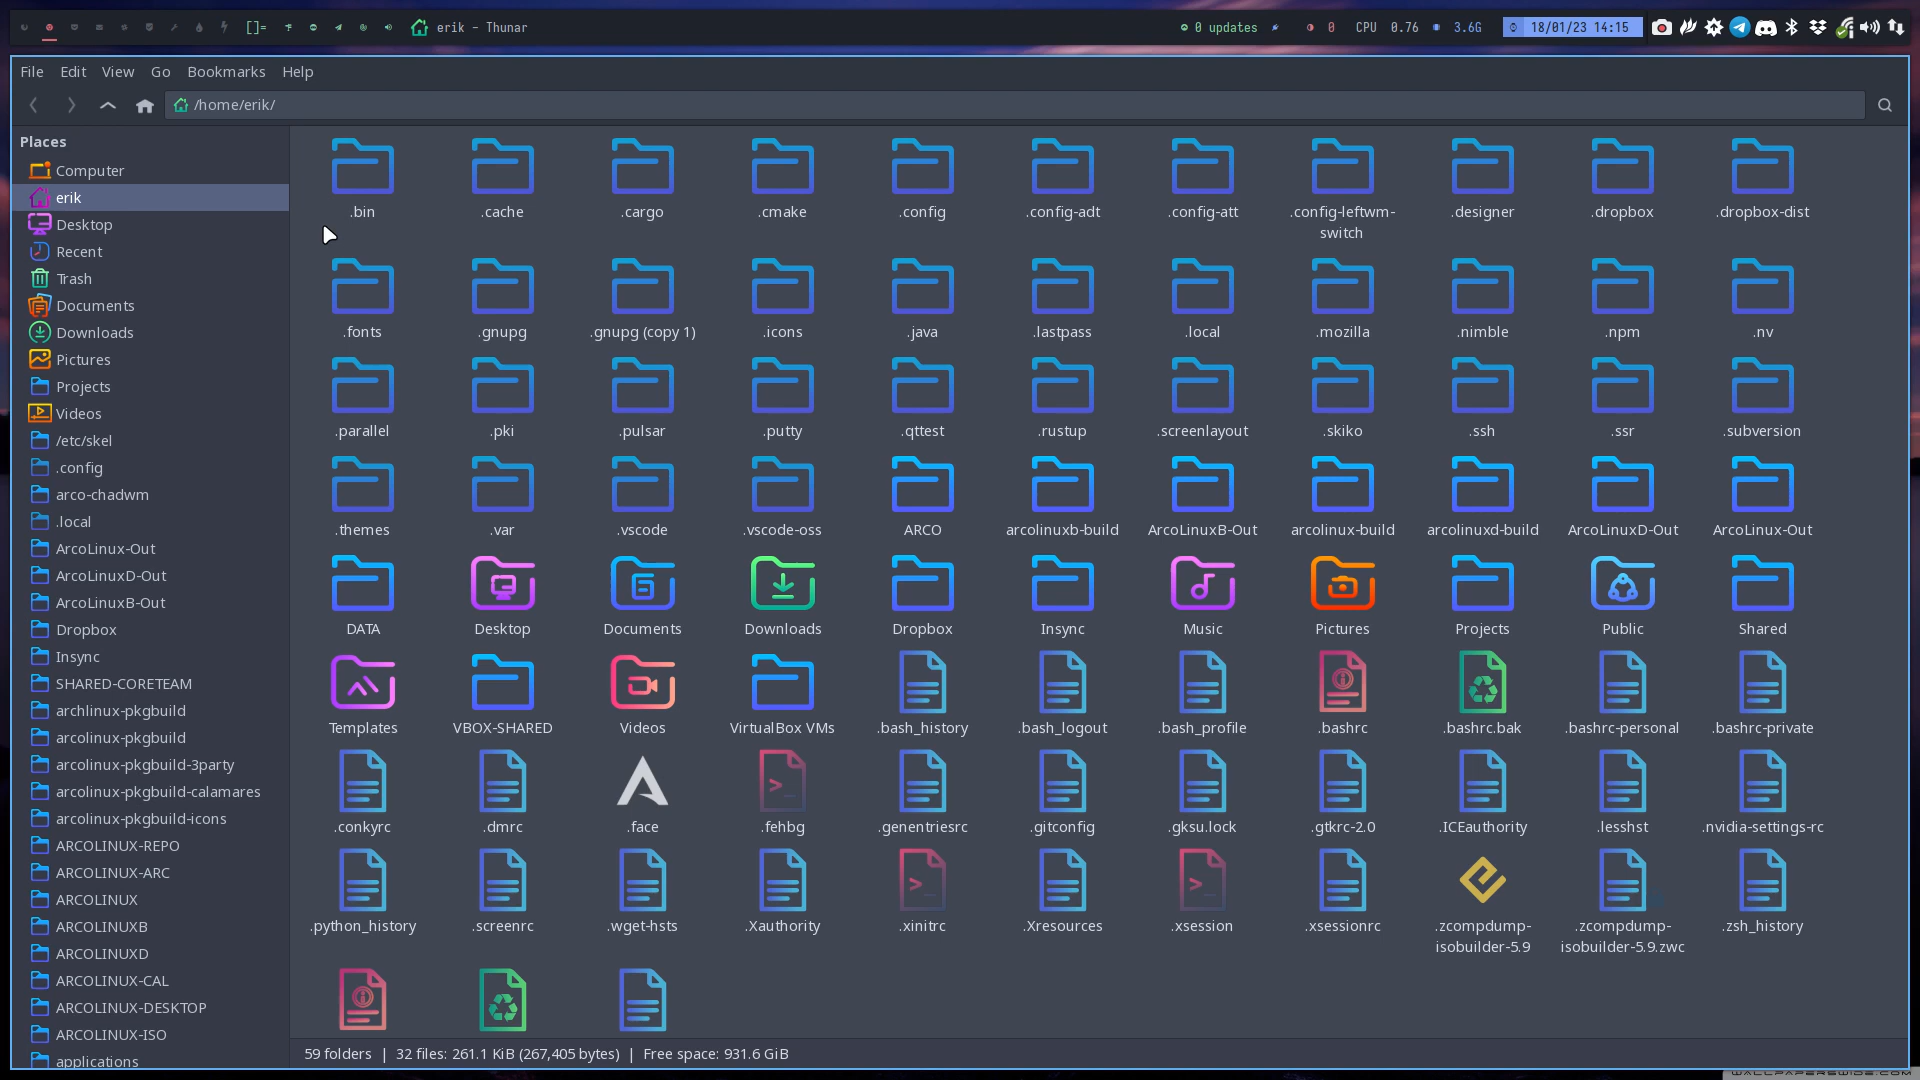 []=
erik - Thunar
0 updates
0
CPU 0.76
3.6G
18/01/23 14:15
File Edit View Go Bookmarks Help
/home/erik/
Places
Computer
erik
Desktop
Recent
Trash
Documents
Downloads
Pictures
Projects
Videos
/etc/skel
.config
arco-chadwm
.local
ArcoLinux-Out
ArcoLinuxD-Out
ArcoLinuxB-Out
Dropbox
Insync
SHARED-CORETEAM
archlinux-pkgbuild
arcolinux-pkgbuild
arcolinux-pkgbuild-3party
arcolinux-pkgbuild-calamares
arcolinux-pkgbuild-icons
ARCOLINUX-REPO
ARCOLINUX-ARC
ARCOLINUX
ARCOLINUXB
ARCOLINUXD
ARCOLINUX-CAL
ARCOLINUX-DESKTOP
ARCOLINUX-ISO
applications
.bin .cache .cargo .cmake .config .config-adt .config-att .config-leftwm- .designer .dropbox .dropbox-dist
switch
.fonts .gnupg .gnupg (copy 1) .icons .java .lastpass .local .mozilla .nimble .npm .nv
.parallel .pki .pulsar .putty .qttest .rustup .screenlayout .skiko .ssh .ssr .subversion
.themes .var .vscode .vscode-oss ARCO arcolinuxb-build ArcoLinuxB-Out arcolinux-build arcolinuxd-build ArcoLinuxD-Out ArcoLinux-Out
DATA Desktop Documents Downloads Dropbox Insync Music Pictures Projects Public Shared
Templates VBOX-SHARED Videos VirtualBox VMs .bash_history .bash_logout .bash_profile .bashrc .bashrc.bak .bashrc-personal .bashrc-private
.conkyrc .dmrc .face .fehbg .genentriesrc .gitconfig .gksu.lock .gtkrc-2.0 .ICEauthority .lesshst .nvidia-settings-rc
.python_history .screenrc .wget-hsts .Xauthority .xinitrc .Xresources .xsession .xsessionrc .zcompdump- .zcompdump- .zsh_history
isobuilder-5.9 isobuilder-5.9.zwc
59 folders | 32 files: 261.1 KiB (267,405 bytes) | Free space: 931.6 GiB